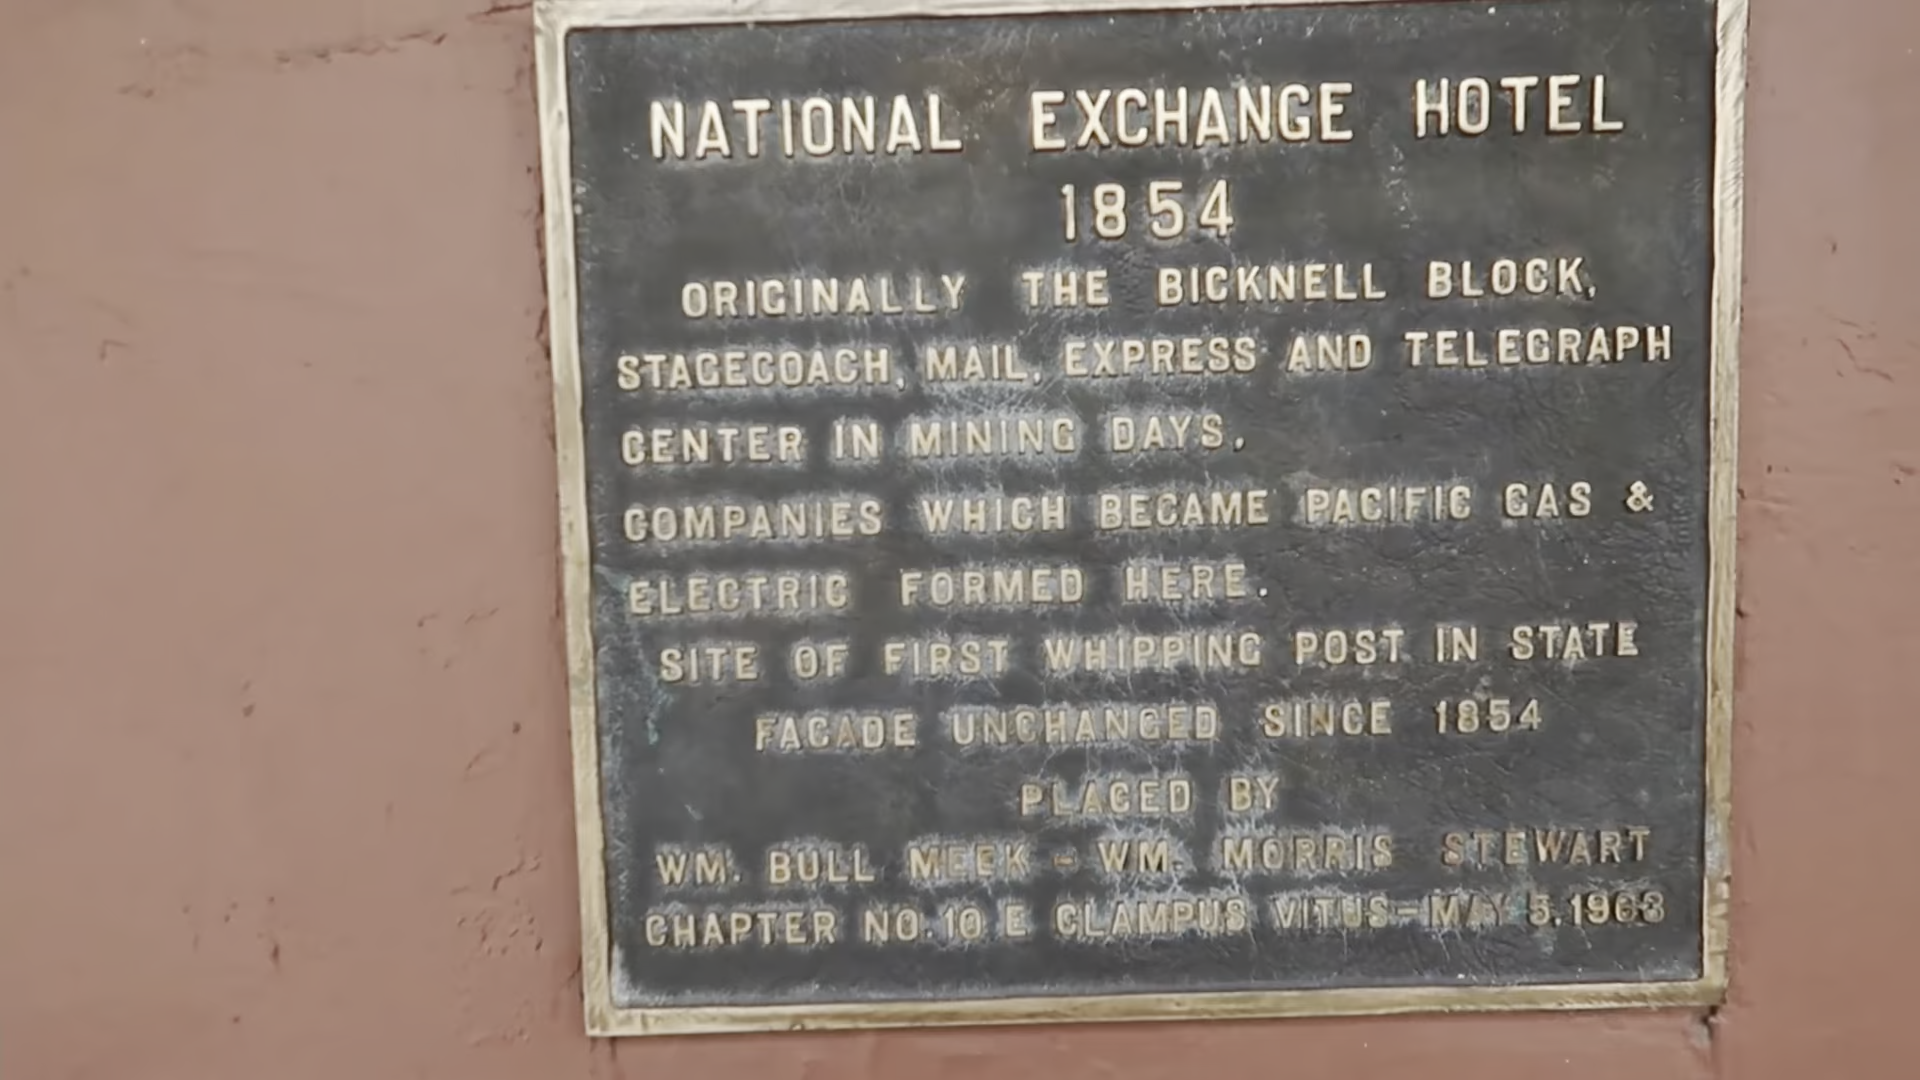 NATIONAL EXCHANGE HOTEL
1854
ORIGINALLY THE BICKNELL BLOCK,
STAGECOACH, MAIL, EXPRESS AND TELEGRAPH
CENTER IN MINING DAYS.
COMPANIES WHICH BECAME PACIFIC GAS &
ELECTRIC FORMED HERE.
SITE OF FIRST WHIPPING POST IN STATE
FACADE UNCHANGED SINCE 1854
PLACED BY
WM. BULL MEEK - WM. MORRIS STEWART
CHAPTER NO. 10 E CLAMPUS VITUS - MAY 5, 1963